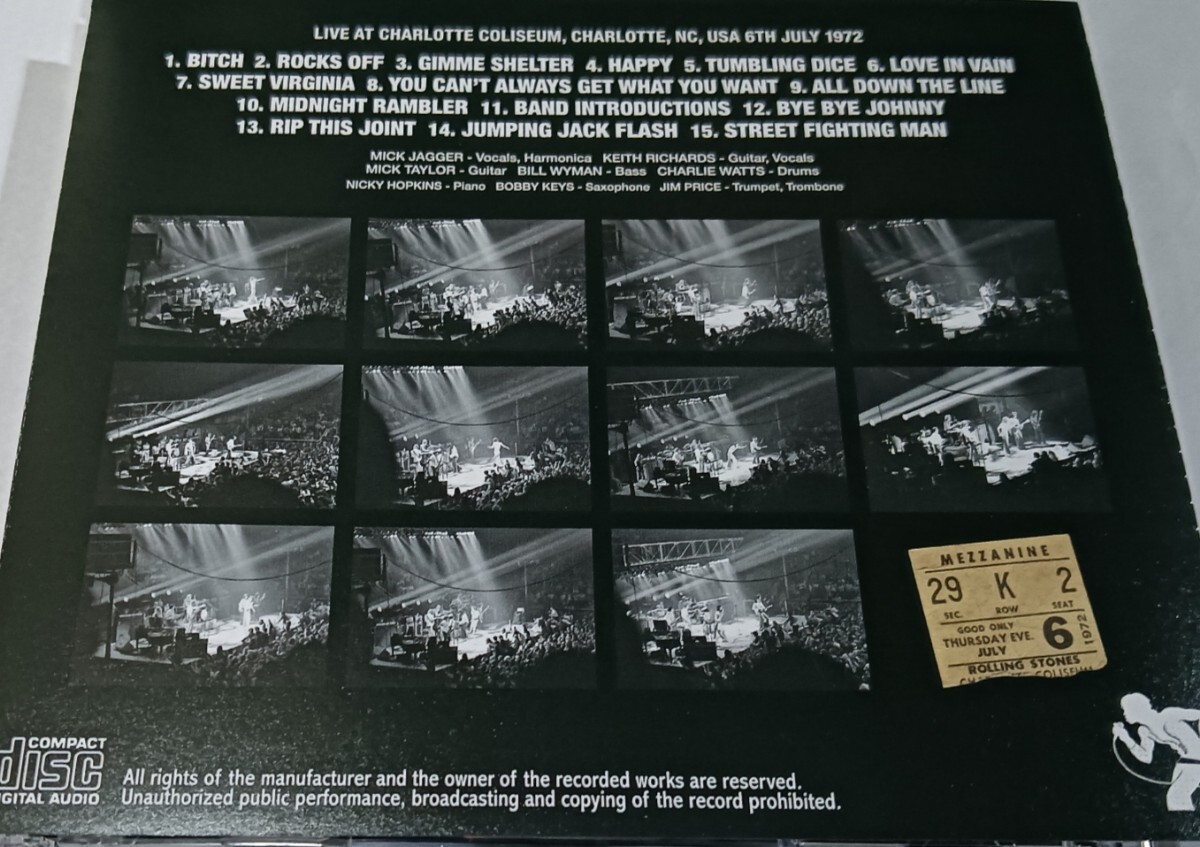 LIVE AT CHARLOTTE COLISEUM, CHARLOTTE, NC, USA 6TH JULY 1972
1. BITCH 2. ROCKS OFF 3. GIMME SHELTER 4. HAPPY 5. TUMBLING DICE 6. LOVE IN VAIN
7. SWEET VIRGINIA 8. YOU CAN'T ALWAYS GET WHAT YOU WANT 9. ALL DOWN THE LINE
10. MIDNIGHT RAMBLER 11. BAND INTRODUCTIONS 12. BYE BYE JOHNNY
13. RIP THIS JOINT 14. JUMPING JACK FLASH 15. STREET FIGHTING MAN
MICK JAGGER - Vocals, Harmonica KEITH RICHARDS - Guitar, Vocals
MICK TAYLOR - Guitar BILL WYMAN - Bass CHARLIE WATTS - Drums
NICKY HOPKINS - Piano BOBBY KEYS - Saxophone JIM PRICE - Trumpet, Trombone
MEZZANINE
29 K 2
SEC. ROW SEAT
GOOD ONLY
THURSDAY EVE.
JULY
6
1972
ROLLING STONES
COMPACT
disc
DIGITAL AUDIO
All rights of the manufacturer and the owner of the recorded works are reserved.
Unauthorized public performance, broadcasting and copying of the record prohibited.